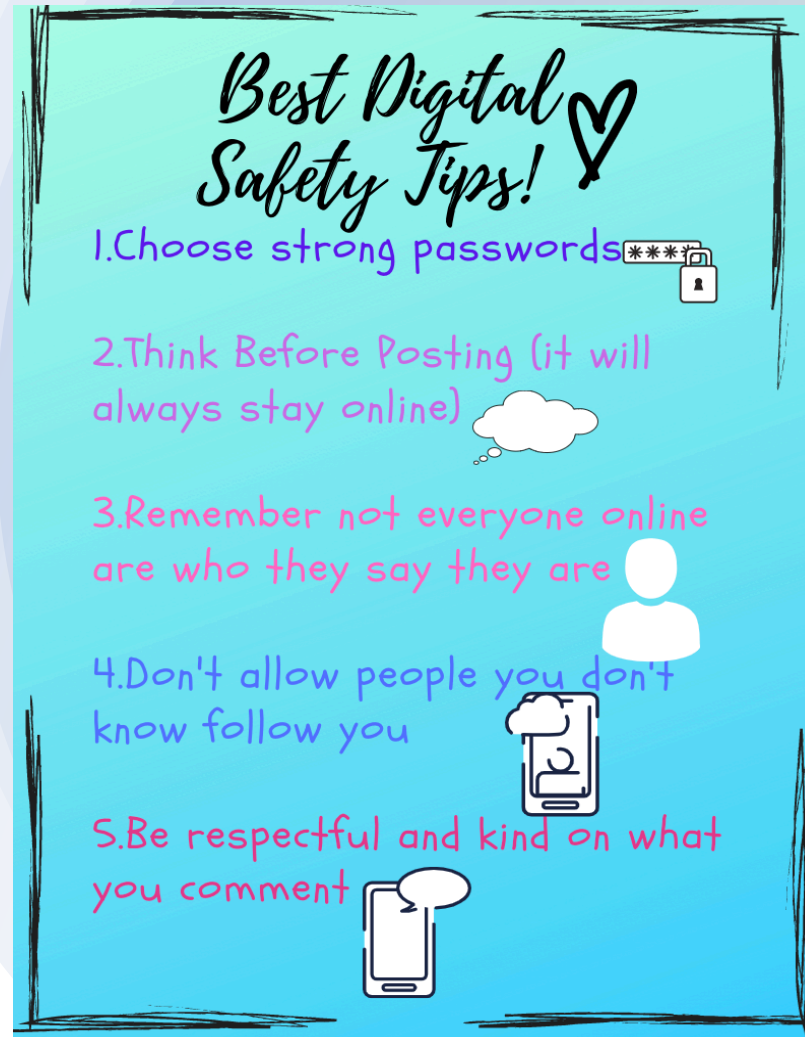 Best Digital
Safety Tips!
1.Choose strong passwords****
2.Think Before Posting (it will
always stay online)
3.Remember not everyone online
are who they say they are
4.Don't allow people you don't
know follow you
5.Be respectful and kind on what
you comment